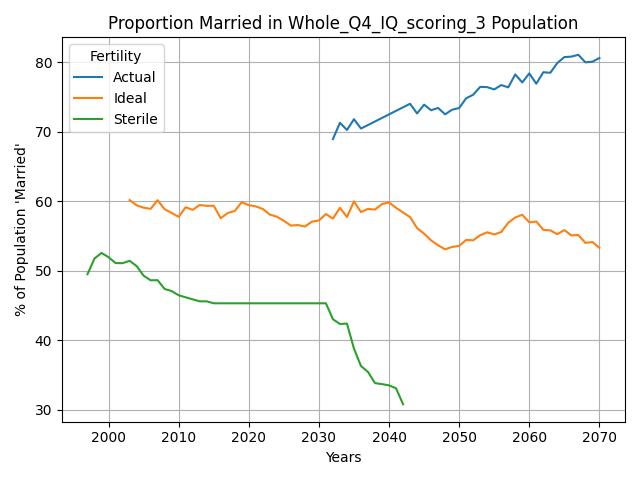 Proportion Married in Whole_Q4_IQ_scoring_3 Population
% of Population 'Married'
Fertility
Actual
Ideal
Sterile
80
70
60
50
40
30
2000 2010 2020 2030 2040 2050 2060 2070
Years